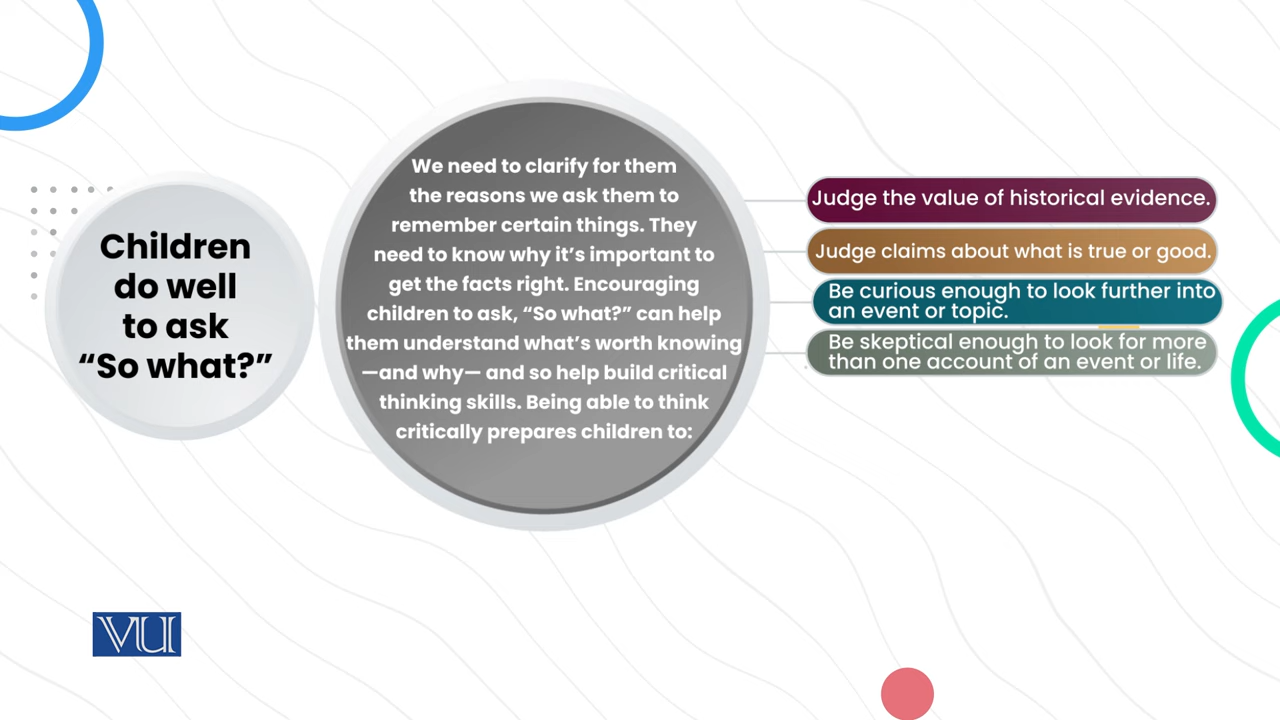 Children
do well
to ask
“So what?”
We need to clarify for them
the reasons we ask them to
remember certain things. They
need to know why it’s important to
get the facts right. Encouraging
children to ask, “So what?” can help
them understand what’s worth knowing
—and why— and so help build critical
thinking skills. Being able to think
critically prepares children to:
Judge the value of historical evidence.
Judge claims about what is true or good.
Be curious enough to look further into
an event or topic.
Be skeptical enough to look for more
than one account of an event or life.
VU